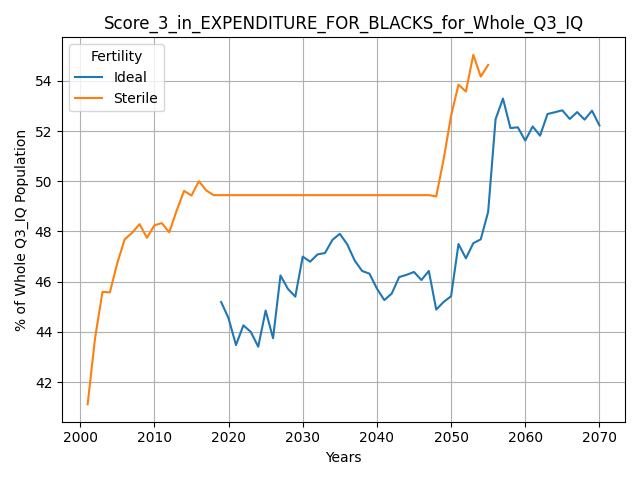 Score_3_in_EXPENDITURE_FOR_BLACKS_for_Whole_Q3_IQ
Fertility
Ideal
Sterile
% of Whole Q3_IQ Population
54
52
50
48
46
44
42
2000 2010 2020 2030 2040 2050 2060 2070
Years